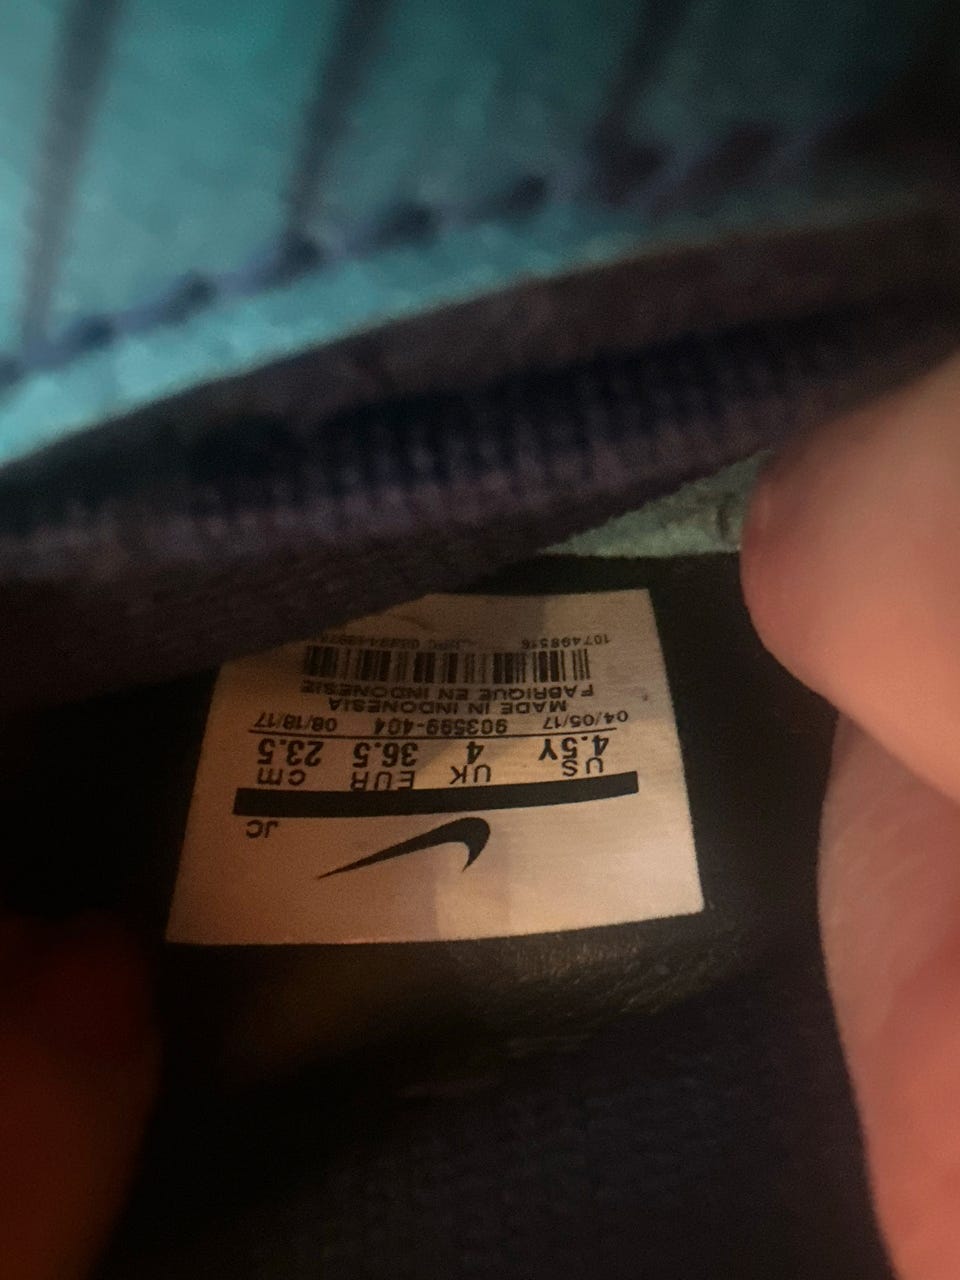 JC
US UK EUR cm
4.5Y 4 36.5 23.5
04/05/17 903599-404 08/18/17
MADE IN INDONESIA
FABRIQUE EN INDONESIE
107498516